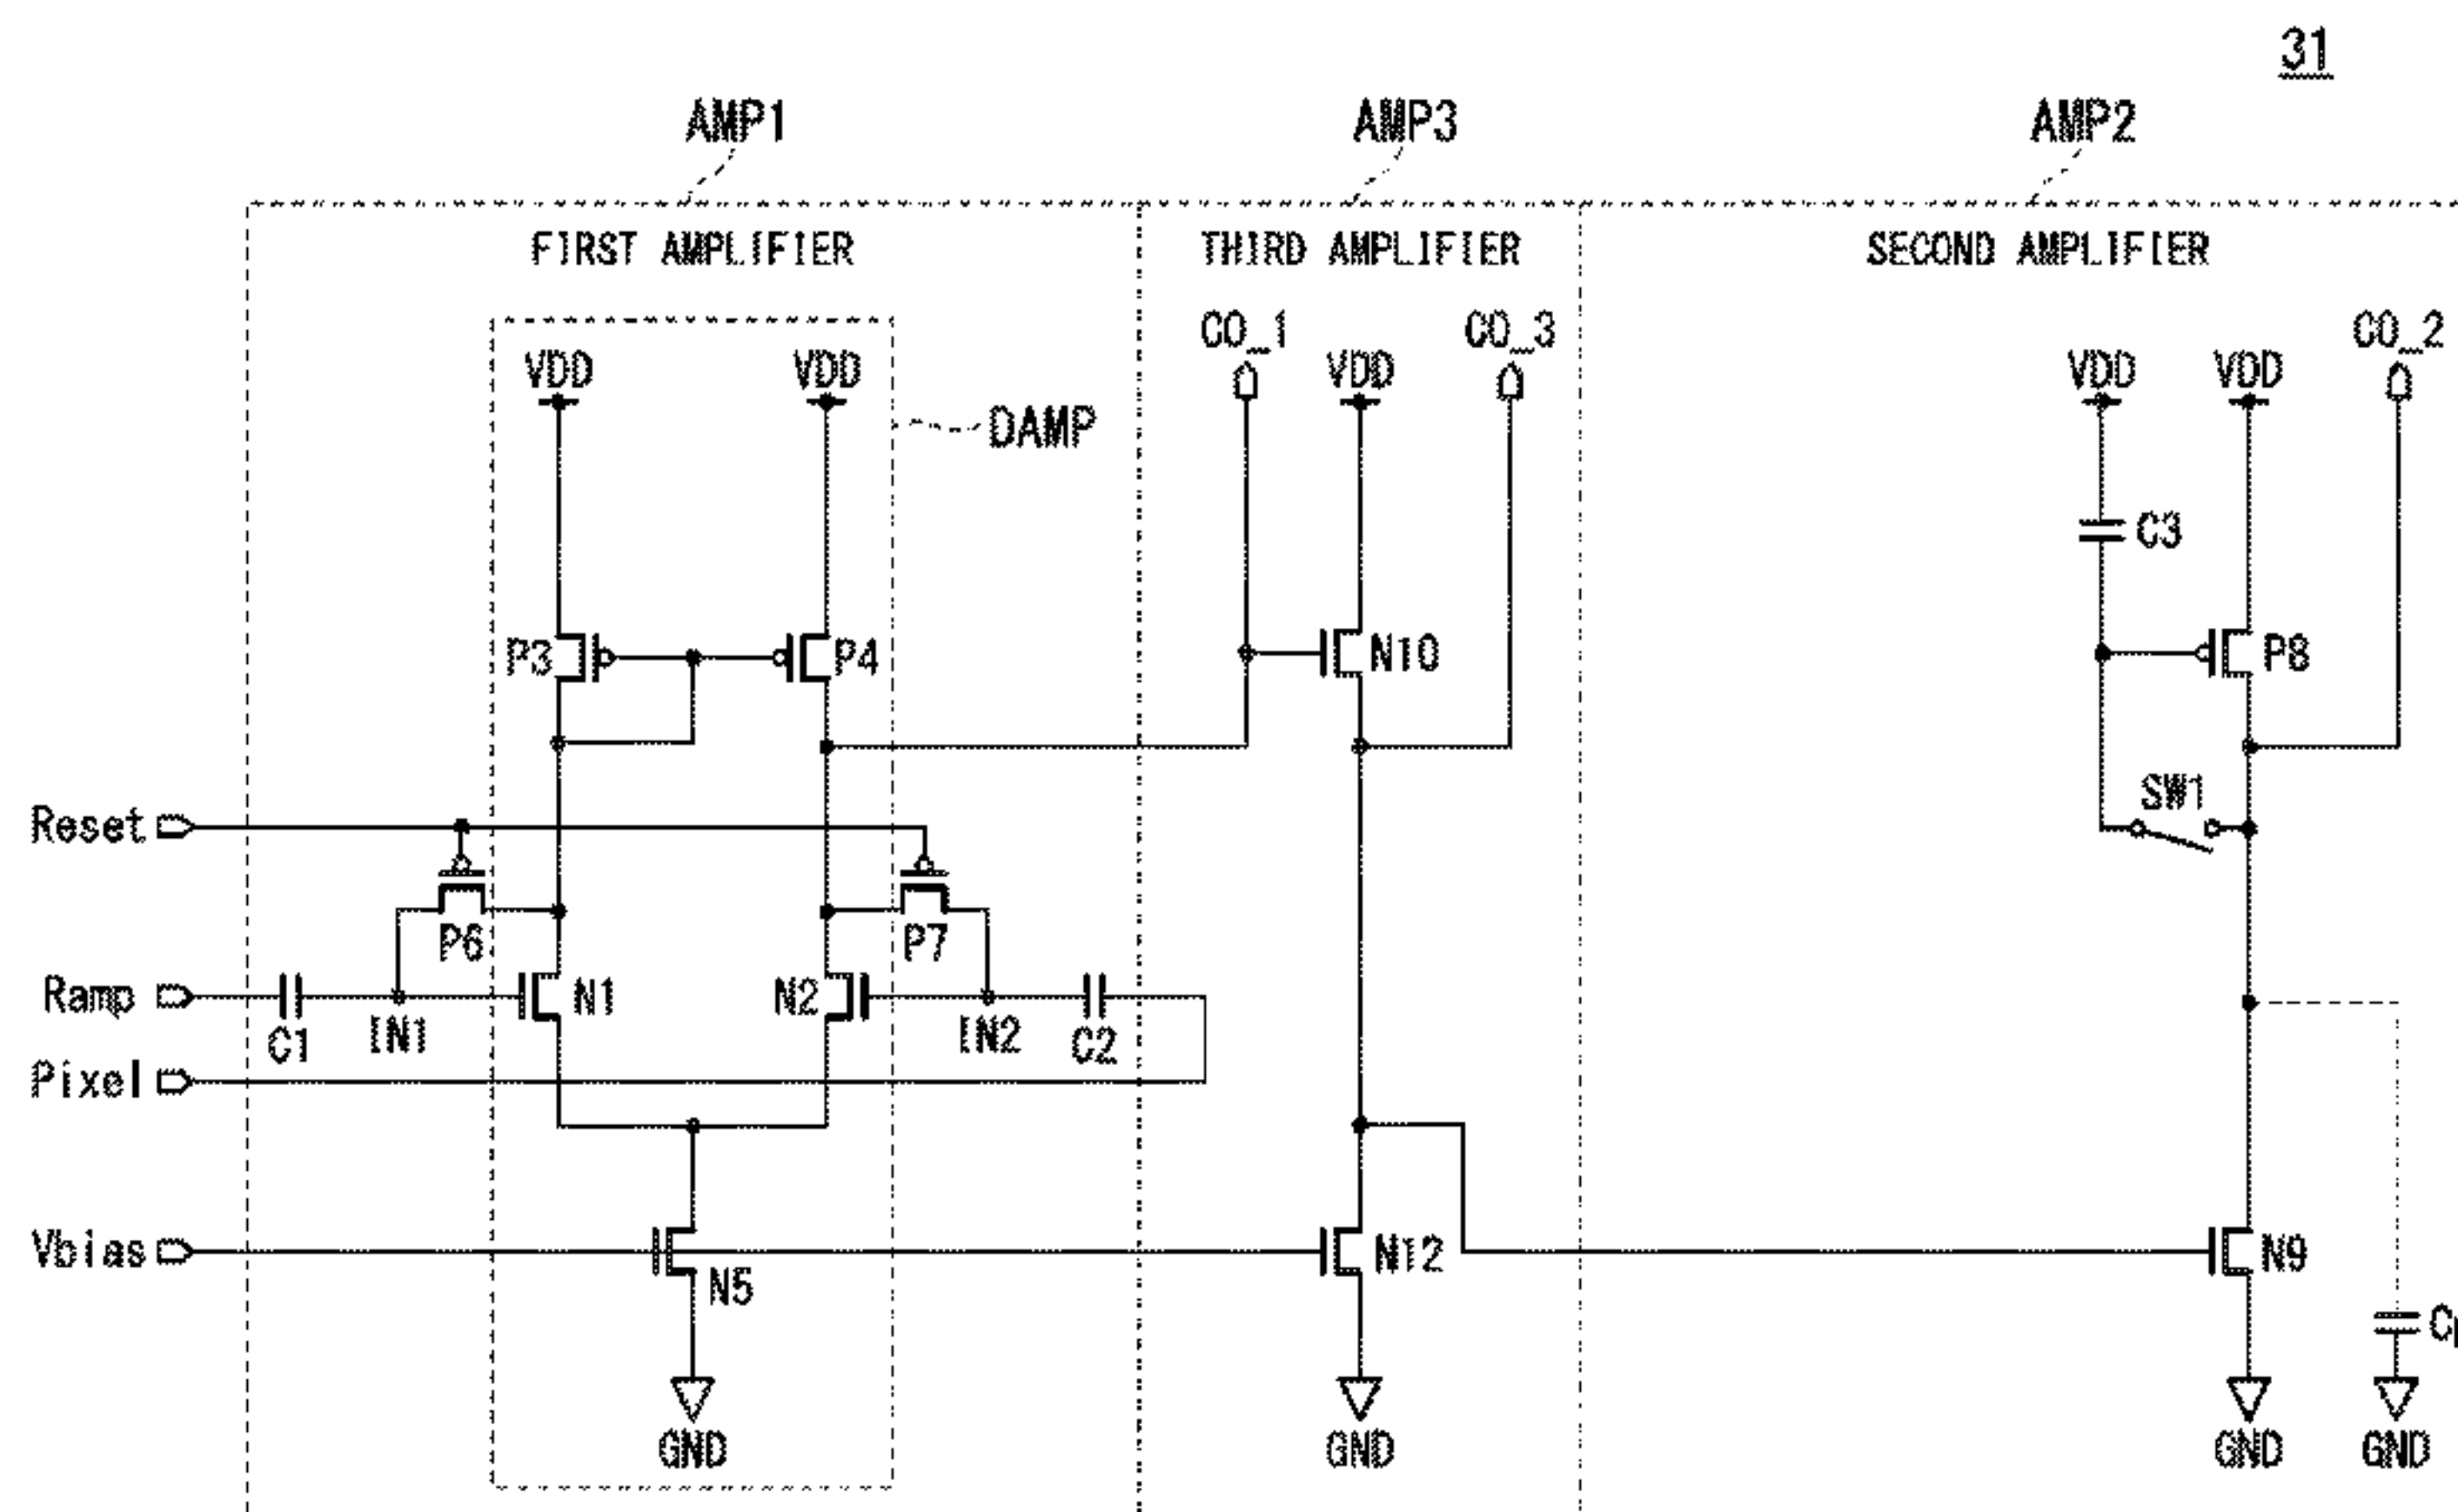 31
AMP1
AMP3
AMP2
FIRST AMPLIFIER
THIRD AMPLIFIER
SECOND AMPLIFIER
CO_1
CO_3
CO_2
VDD
VDD
VDD
VDD
VDD
DAMP
C3
P3
P4
N10
P8
SW1
Reset
P6
P7
Ramp
C1
IN1
N1
N2
IN2
C2
Pixel
Vbias
N5
N12
N9
GND
GND
GND
GND